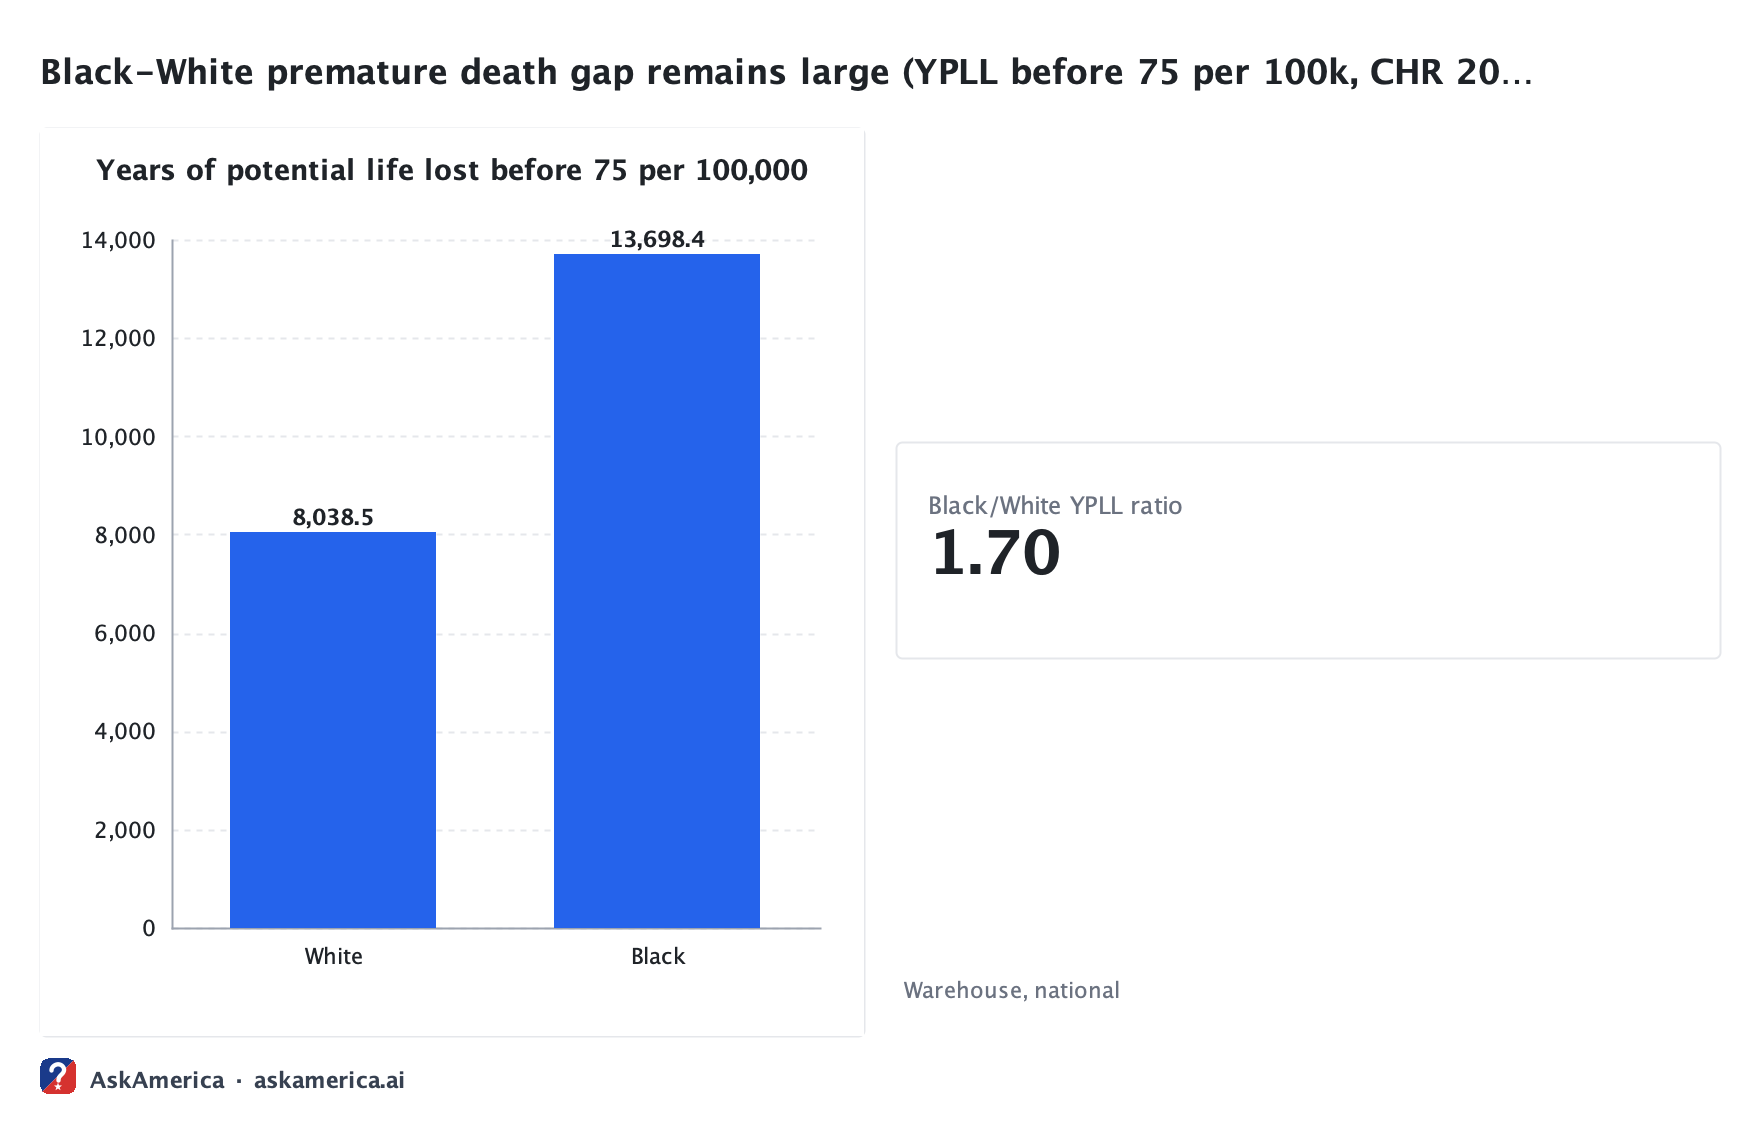 Black–White premature death gap remains large (YPLL before 75 per 100k, CHR 20...
Years of potential life lost before 75 per 100,000
14,000
12,000
10,000
8,000
6,000
4,000
2,000
0
8,038.5
13,698.4
White
Black
Black/White YPLL ratio
1.70
Warehouse, national
AskAmerica · askamerica.ai